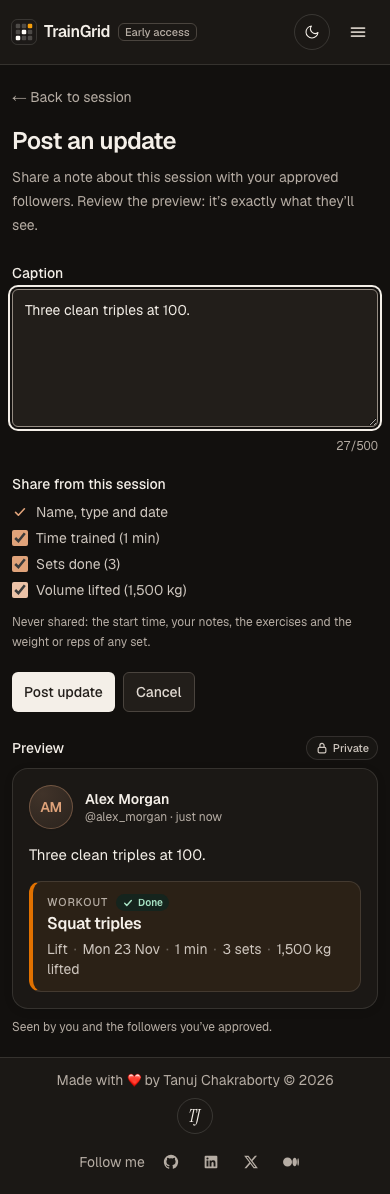 TrainGrid Early access
← Back to session
Post an update
Share a note about this session with your approved
followers. Review the preview: it's exactly what they'll
see.
Caption
Three clean triples at 100.
27/500
Share from this session
Name, type and date
Time trained (1 min)
Sets done (3)
Volume lifted (1,500 kg)
Never shared: the start time, your notes, the exercises and the
weight or reps of any set.
Post update Cancel
Preview Private
AM Alex Morgan
@alex_morgan · just now
Three clean triples at 100.
WORKOUT Done
Squat triples
Lift · Mon 23 Nov · 1 min · 3 sets · 1,500 kg
lifted
Seen by you and the followers you've approved.
Made with ❤️ by Tanuj Chakraborty © 2026
TJ
Follow me